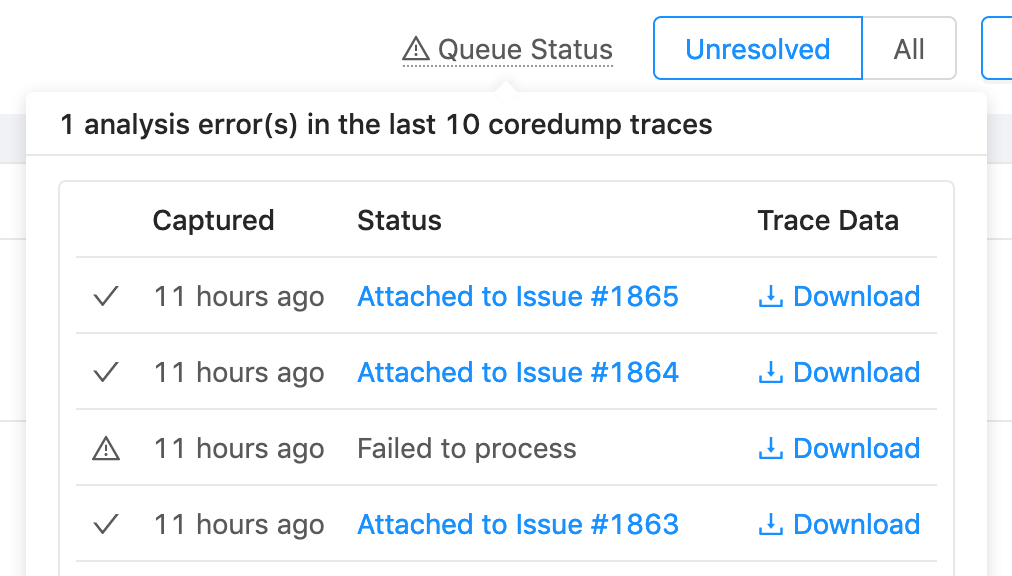 Queue Status Unresolved All
1 analysis error(s) in the last 10 coredump traces
Captured Status Trace Data
11 hours ago Attached to Issue #1865 Download
11 hours ago Attached to Issue #1864 Download
11 hours ago Failed to process Download
11 hours ago Attached to Issue #1863 Download